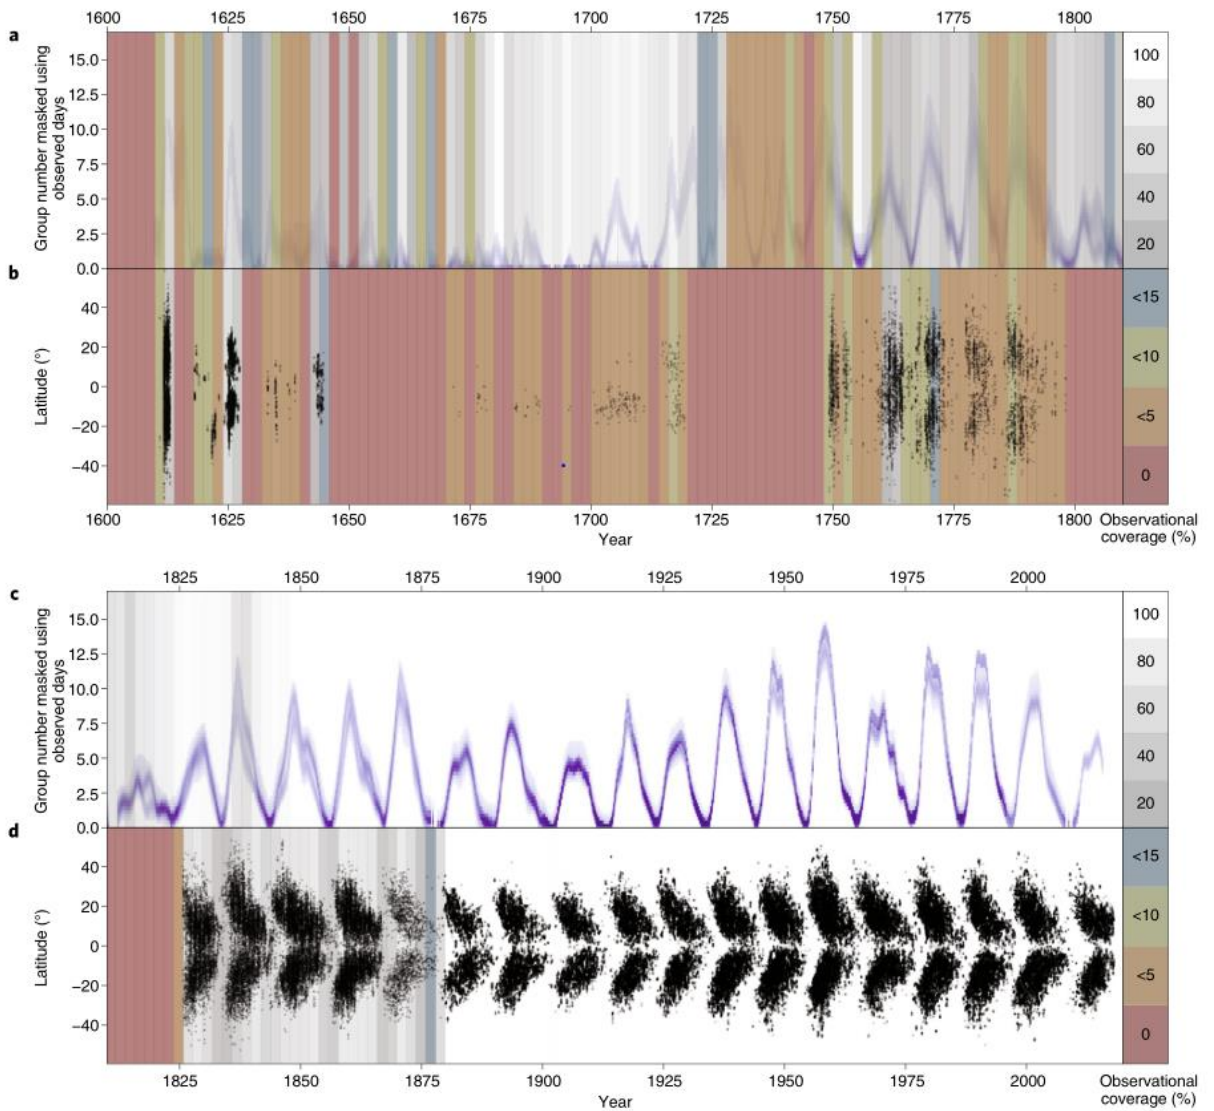 1600 1625 1650 1675 1700 1725 1750 1775 1800
a
Group number masked using
observed days
15.0
12.5
10.0
7.5
5.0
2.5
0.0
100
80
60
40
20
b
Latitude (°)
40
20
0
−20
−40
<15
<10
<5
0
1600 1625 1650 1675 1700 1725 1750 1775 1800
Year
Observational
coverage (%)
1825 1850 1875 1900 1925 1950 1975 2000
c
Group number masked using
observed days
15.0
12.5
10.0
7.5
5.0
2.5
0.0
100
80
60
40
20
d
Latitude (°)
40
20
0
−20
−40
<15
<10
<5
0
1825 1850 1875 1900 1925 1950 1975 2000
Year
Observational
coverage (%)